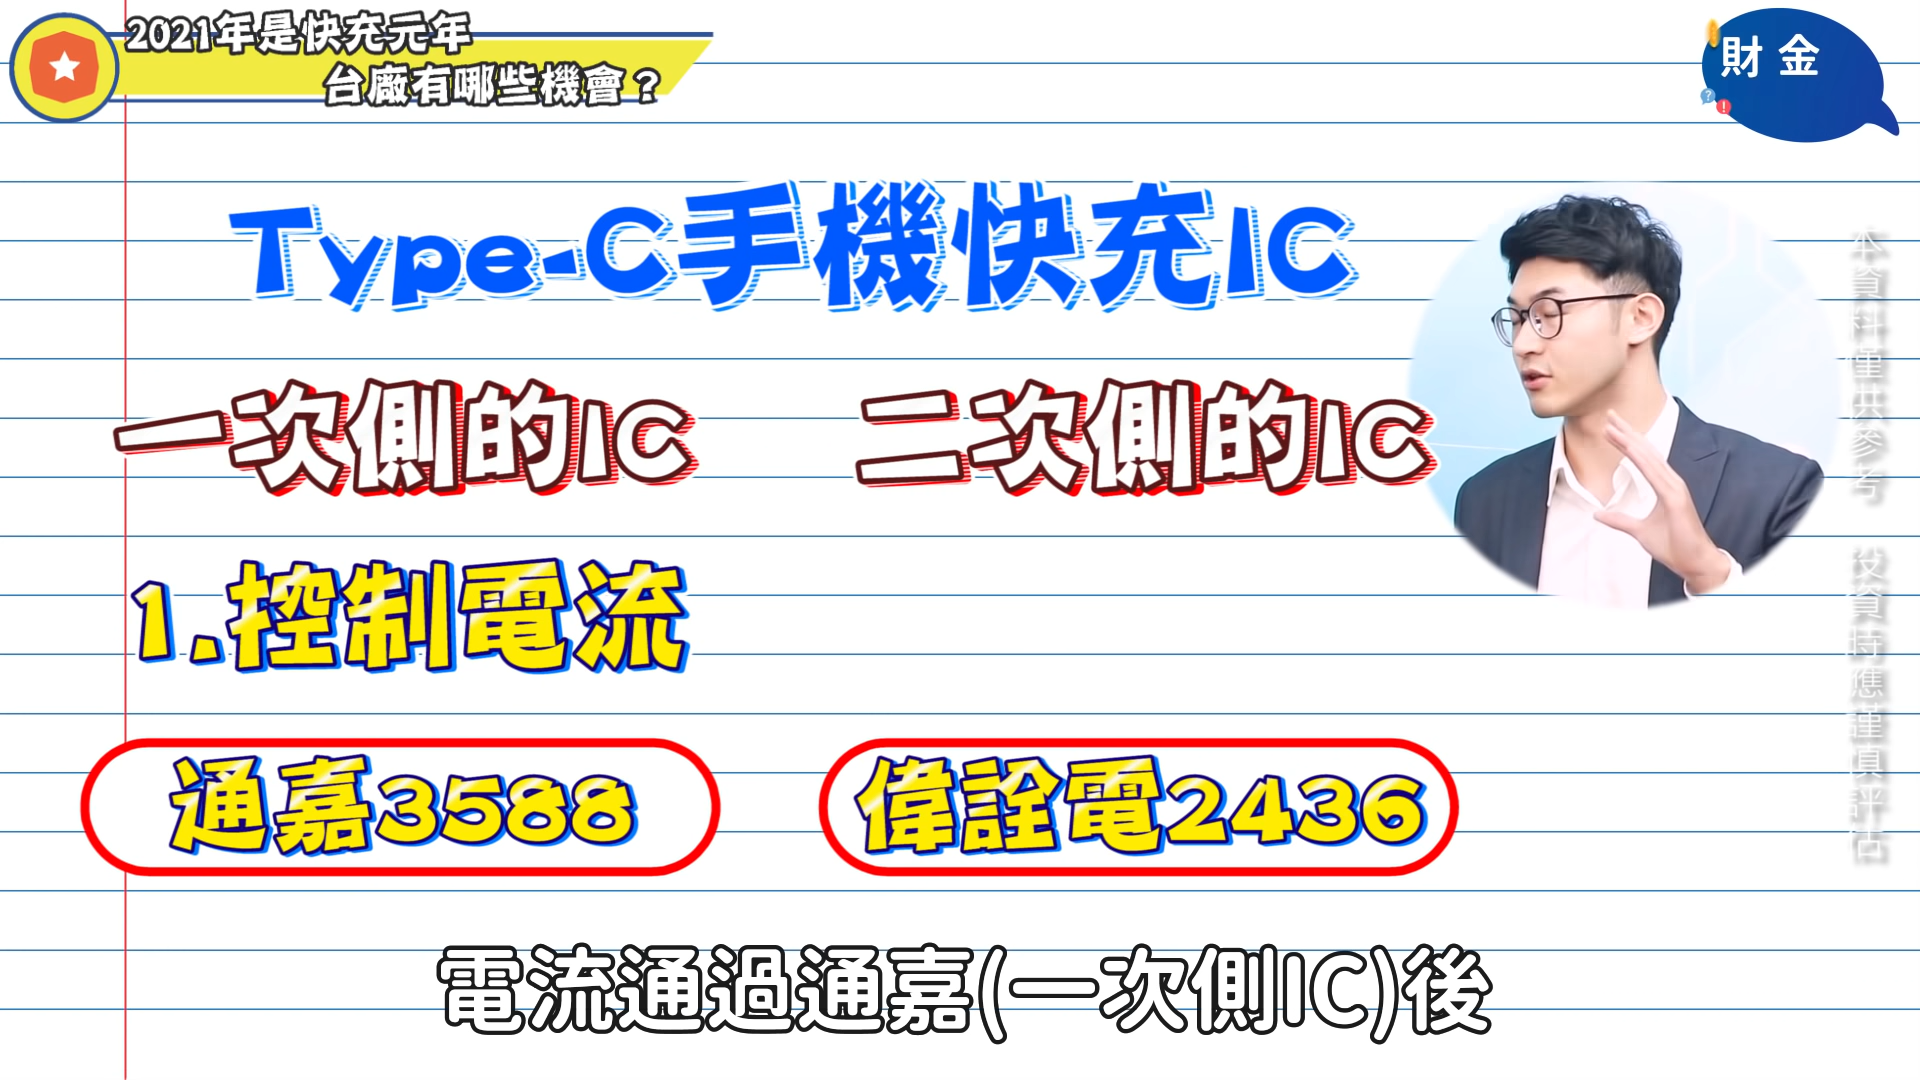 2021年是快充元年
台廠有哪些機會？
財金
Type-C手機快充IC
一次側的IC
二次側的IC
1.控制電流
通嘉3588
偉詮電2436
電流通過通嘉(一次側IC)後
本資料僅供參考 投資時應謹慎評估